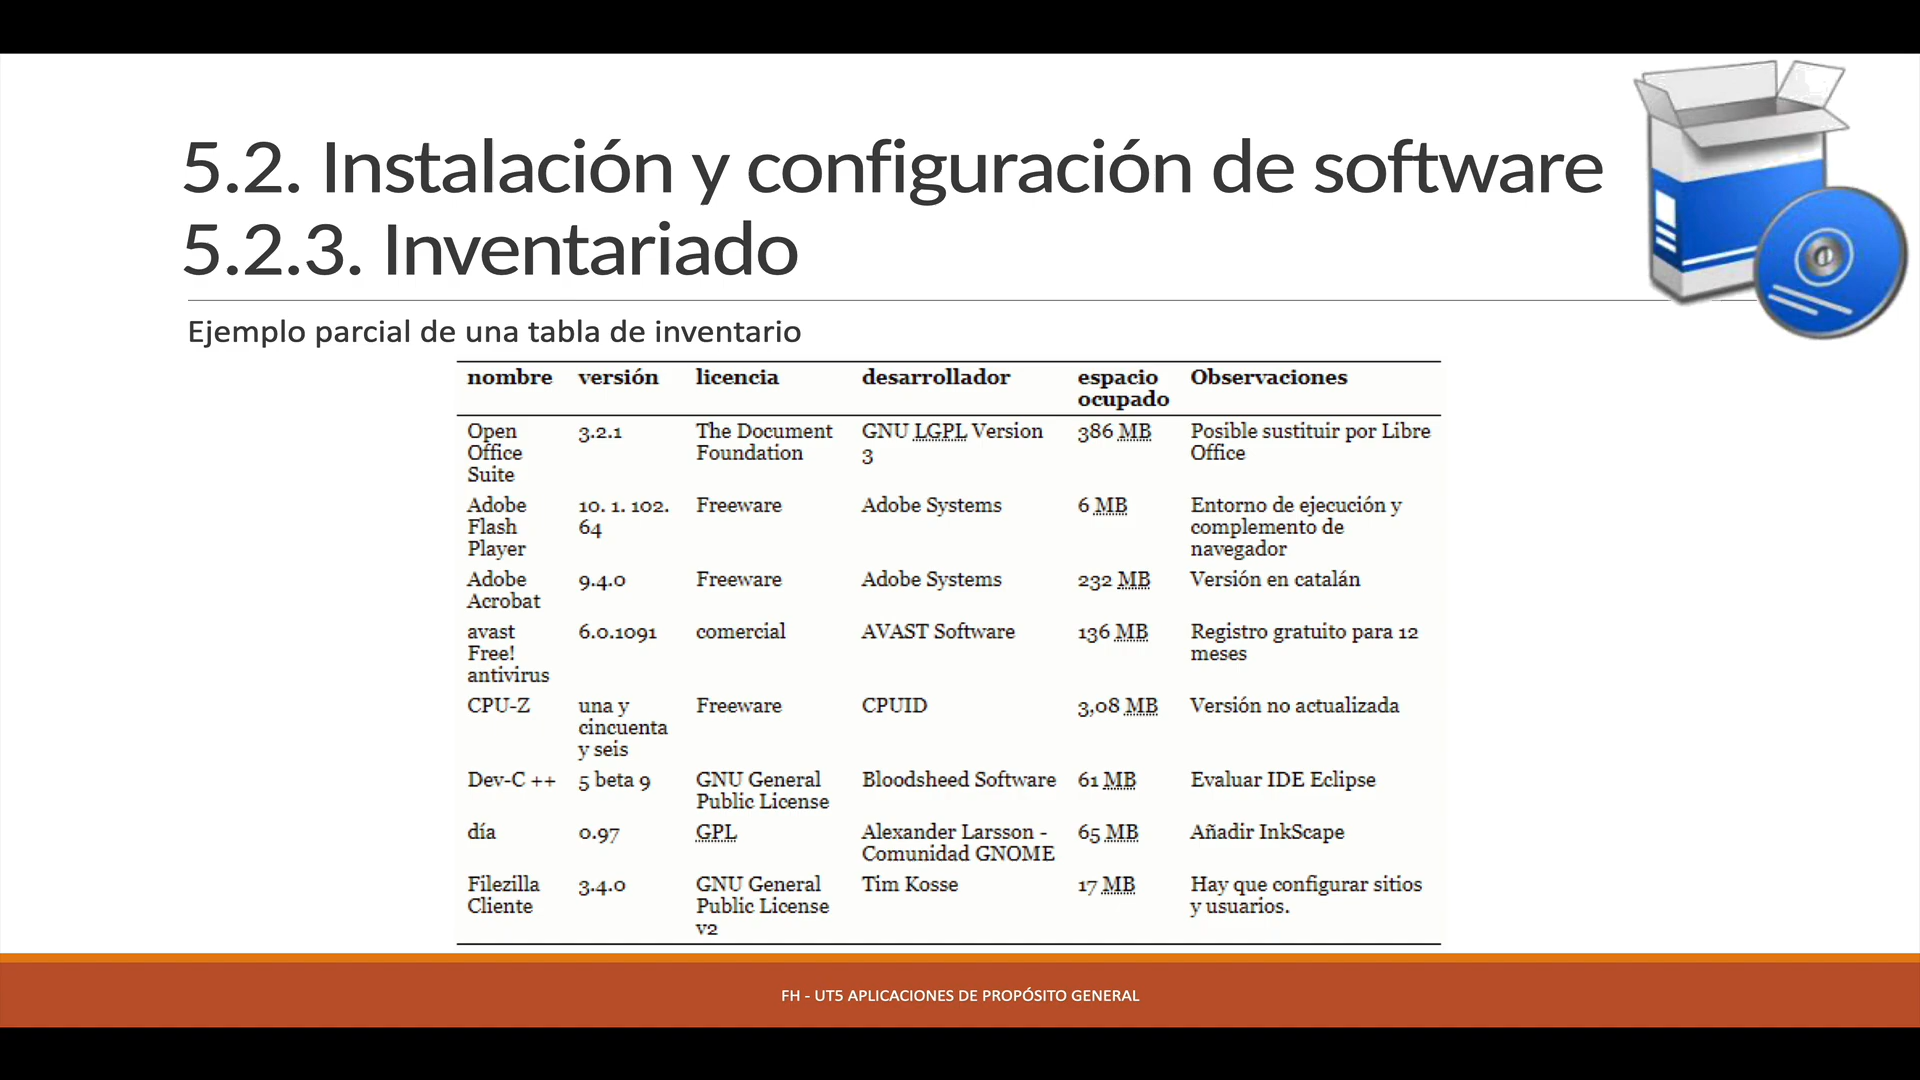 5.2. Instalación y configuración de software
5.2.3. Inventariado
Ejemplo parcial de una tabla de inventario
nombre versión licencia desarrollador espacio ocupado Observaciones
Open Office Suite 3.2.1 The Document Foundation GNU LGPL Version 3 386 MB Posible sustituir por Libre Office
Adobe Flash Player 10. 1. 102. 64 Freeware Adobe Systems 6 MB Entorno de ejecución y complemento de navegador
Adobe Acrobat 9.4.0 Freeware Adobe Systems 232 MB Versión en catalán
avast Free! antivirus 6.0.1091 comercial AVAST Software 136 MB Registro gratuito para 12 meses
CPU-Z una y cincuenta y seis Freeware CPUID 3,08 MB Versión no actualizada
Dev-C ++ 5 beta 9 GNU General Public License Bloodsheed Software 61 MB Evaluar IDE Eclipse
día 0.97 GPL Alexander Larsson - Comunidad GNOME 65 MB Añadir InkScape
Filezilla Cliente 3.4.0 GNU General Public License v2 Tim Kosse 17 MB Hay que configurar sitios y usuarios.
FH - UT5 APLICACIONES DE PROPÓSITO GENERAL